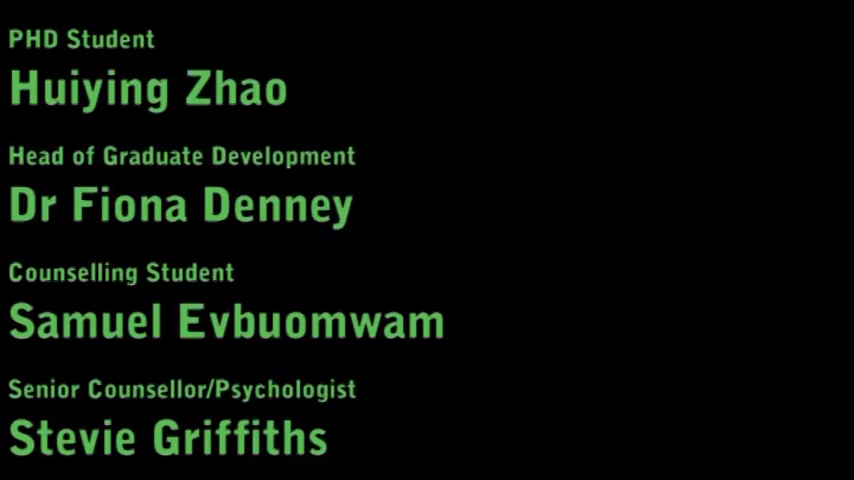 PHD Student
Huiying Zhao
Head of Graduate Development
Dr Fiona Denney
Counselling Student
Samuel Evbuomwam
Senior Counsellor/Psychologist
Stevie Griffiths